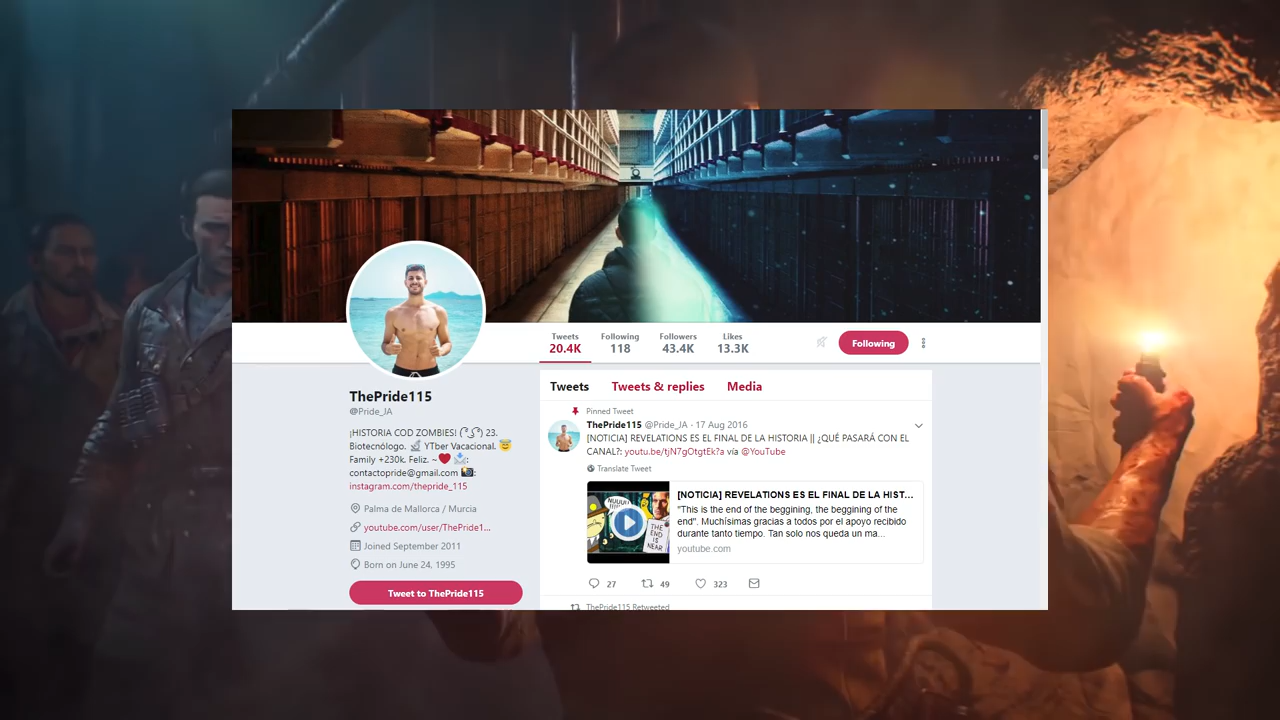 Tweets
20.4K
Following
118
Followers
43.4K
Likes
13.3K
Following
ThePride115
@Pride_JA
¡HISTORIA COD ZOMBIES! ( ͡° ͜ʖ ͡°) 23.
Biotecnólogo. 🔬 YTber Vacacional. 😇
Family +230k. Feliz. ~❤️ 📩:
contactopride@gmail.com 📸:
instagram.com/thepride_115
Palma de Mallorca / Murcia
youtube.com/user/ThePride1...
Joined September 2011
Born on June 24, 1995
Tweet to ThePride115
Tweets Tweets & replies Media
Pinned Tweet
ThePride115 @Pride_JA - 17 Aug 2016
[NOTICIA] REVELATIONS ES EL FINAL DE LA HISTORIA || ¿QUÉ PASARÁ CON EL
CANAL?: youtu.be/tjN7gOtgtEk?a vía @YouTube
Translate Tweet
NUUUU
THE
END
IS
NEAR
[NOTICIA] REVELATIONS ES EL FINAL DE LA HIST...
"This is the end of the beggining, the beggining of the
end". Muchísimas gracias a todos por el apoyo recibido
durante tanto tiempo. Tan solo nos queda un ma...
youtube.com
27 49 323
ThePride115 Retweeted